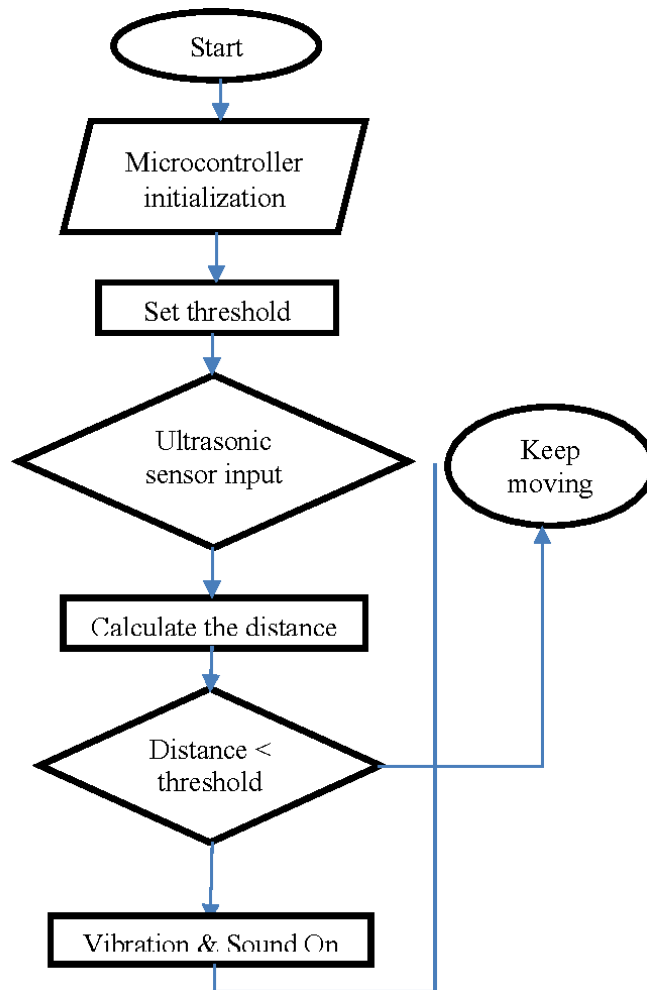 Start
Microcontroller
initialization
Set threshold
Ultrasonic
sensor input
Keep
moving
Calculate the distance
Distance <
threshold
Vibration & Sound On